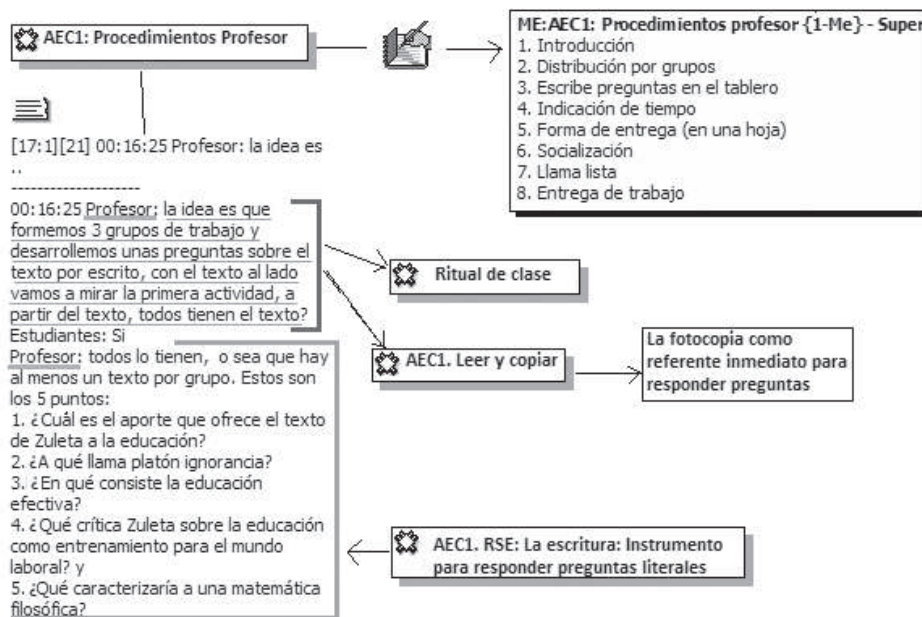 AEC1: Procedimientos Profesor
ME:AEC1: Procedimientos profesor {1-Me} - Super
1. Introducción
2. Distribución por grupos
3. Escribe preguntas en el tablero
4. Indicación de tiempo
5. Forma de entrega (en una hoja)
6. Socialización
7. Llama lista
8. Entrega de trabajo
[17:1][21] 00:16:25 Profesor: la idea es
..
--------------------
00:16:25 Profesor: la idea es que
formemos 3 grupos de trabajo y
desarrollemos unas preguntas sobre el
texto por escrito, con el texto al lado
vamos a mirar la primera actividad, a
partir del texto, todos tienen el texto?
Estudiantes: Si
Profesor: todos lo tienen, o sea que hay
al menos un texto por grupo. Estos son
los 5 puntos:
1. ¿Cuál es el aporte que ofrece el texto
de Zuleta a la educación?
2. ¿A qué llama platón ignorancia?
3. ¿En qué consiste la educación
efectiva?
4. ¿Qué crítica Zuleta sobre la educación
como entrenamiento para el mundo
laboral? y
5. ¿Qué caracterizaría a una matemática
filosófica?
Ritual de clase
AEC1. Leer y copiar
La fotocopia como
referente inmediato para
responder preguntas
AEC1. RSE: La escritura: Instrumento
para responder preguntas literales